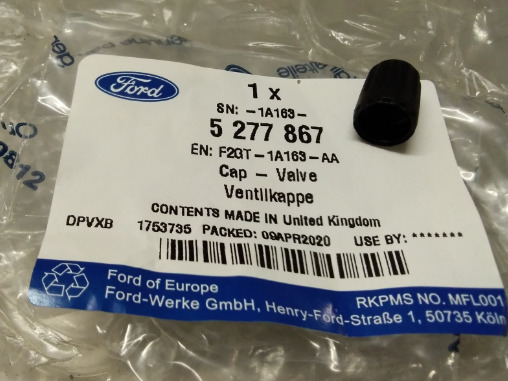 Ford
1 x
SN: -1A163-
5 277 867
EN: F2GT-1A163-AA
Cap - Valve
Ventilkappe
CONTENTS MADE IN United Kingdom
DPVXB 1753735 PACKED: 09APR2020 USE BY: *******
Ford of Europe
RKPMS NO. MFL001
Ford-Werke GmbH, Henry-Ford-Straße 1, 50735 Köln